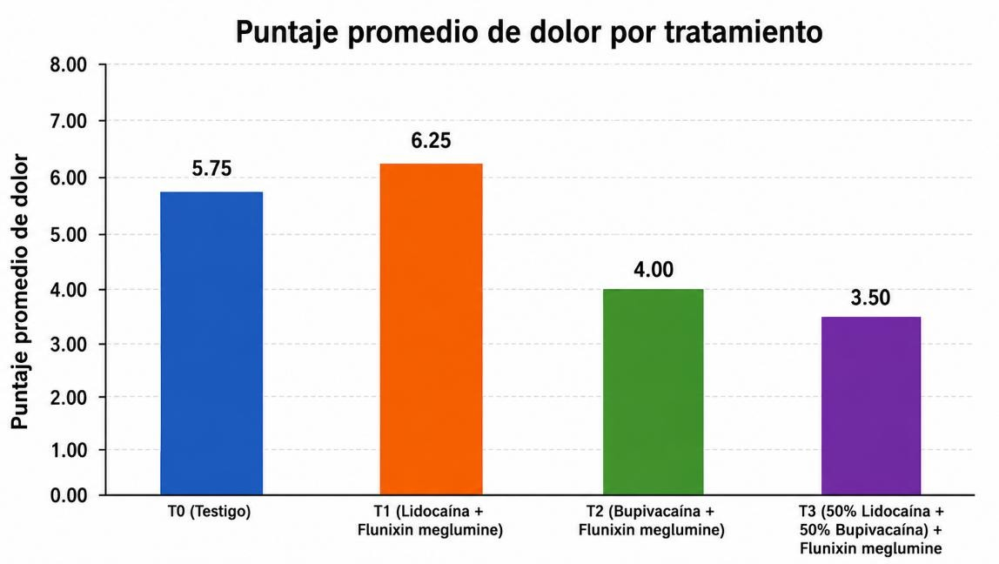 Puntaje promedio de dolor por tratamiento
Puntaje promedio de dolor
8.00
7.00
6.00
5.00
4.00
3.00
2.00
1.00
0.00
5.75
6.25
4.00
3.50
T0 (Testigo)
T1 (Lidocaína +
Flunixin meglumine)
T2 (Bupivacaína +
Flunixin meglumine)
T3 (50% Lidocaína +
50% Bupivacaína) +
Flunixin meglumine